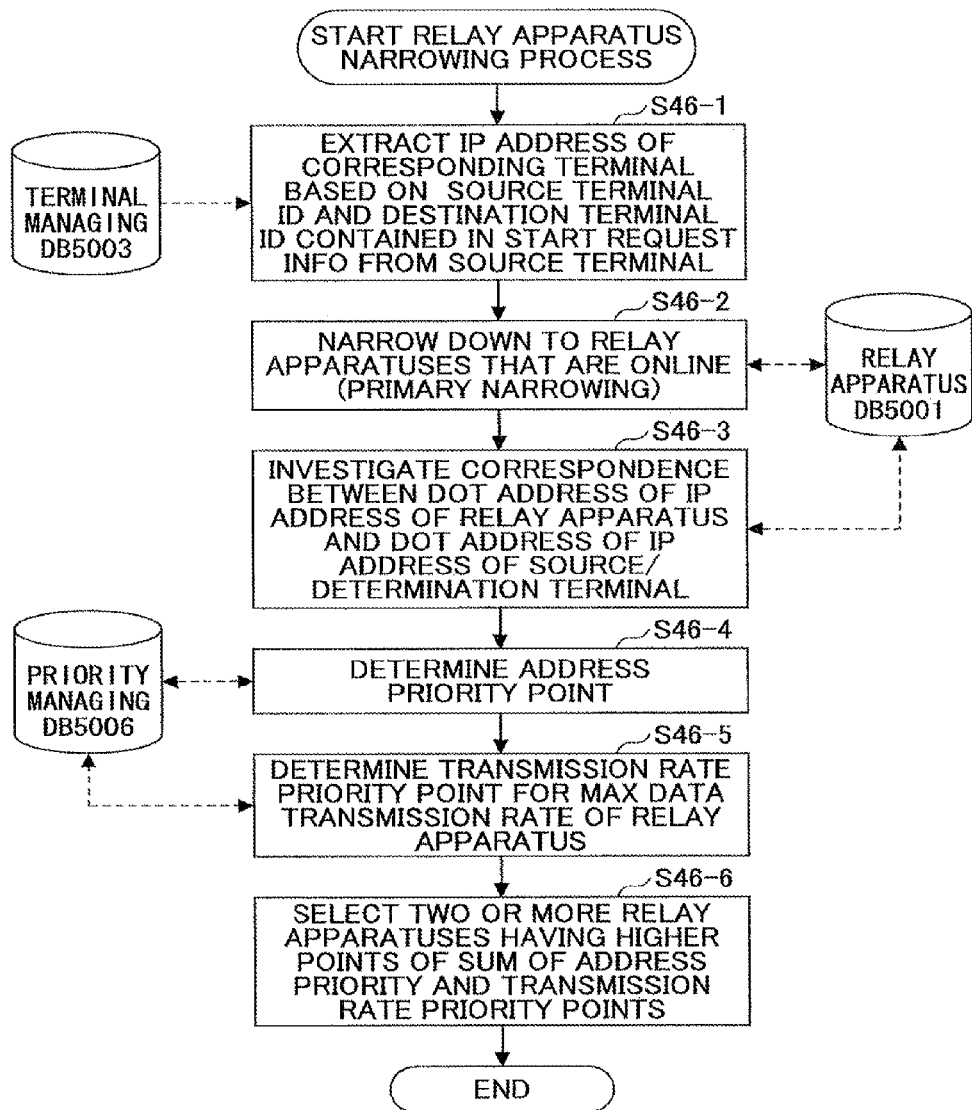 START RELAY APPARATUS
NARROWING PROCESS
S46-1
EXTRACT IP ADDRESS OF
CORRESPONDING TERMINAL
BASED ON SOURCE TERMINAL
ID AND DESTINATION TERMINAL
ID CONTAINED IN START REQUEST
INFO FROM SOURCE TERMINAL
TERMINAL
MANAGING
DB5003
S46-2
NARROW DOWN TO RELAY
APPARATUSES THAT ARE ONLINE
(PRIMARY NARROWING)
RELAY
APPARATUS
DB5001
S46-3
INVESTIGATE CORRESPONDENCE
BETWEEN DOT ADDRESS OF IP
ADDRESS OF RELAY APPARATUS
AND DOT ADDRESS OF IP
ADDRESS OF SOURCE/
DETERMINATION TERMINAL
S46-4
DETERMINE ADDRESS
PRIORITY POINT
PRIORITY
MANAGING
DB5006
S46-5
DETERMINE TRANSMISSION RATE
PRIORITY POINT FOR MAX DATA
TRANSMISSION RATE OF RELAY
APPARATUS
S46-6
SELECT TWO OR MORE RELAY
APPARATUSES HAVING HIGHER
POINTS OF SUM OF ADDRESS
PRIORITY AND TRANSMISSION
RATE PRIORITY POINTS
END